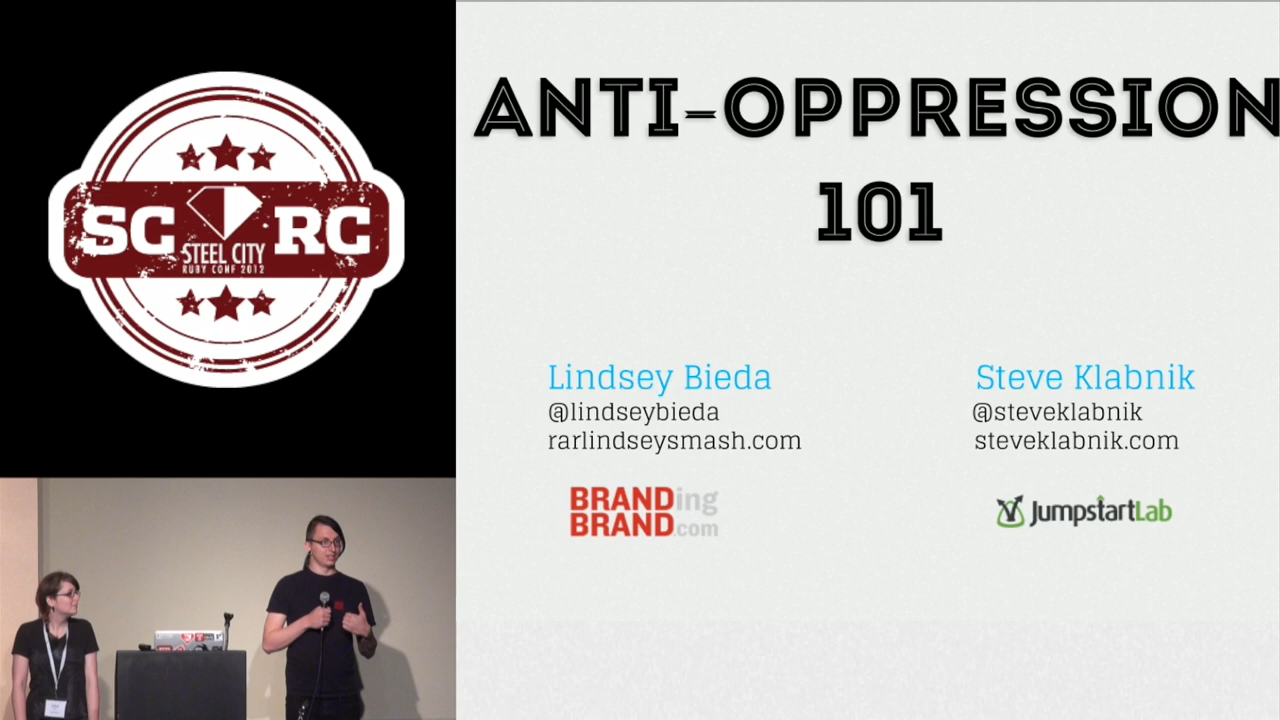 SC RC
STEEL CITY
RUBY CONF 2012
ANTI-OPPRESSION
101
Lindsey Bieda
@lindseybieda
rarlindseysmash.com
BRANDing
BRAND.com
Steve Klabnik
@steveklabnik
steveklabnik.com
JumpstartLab